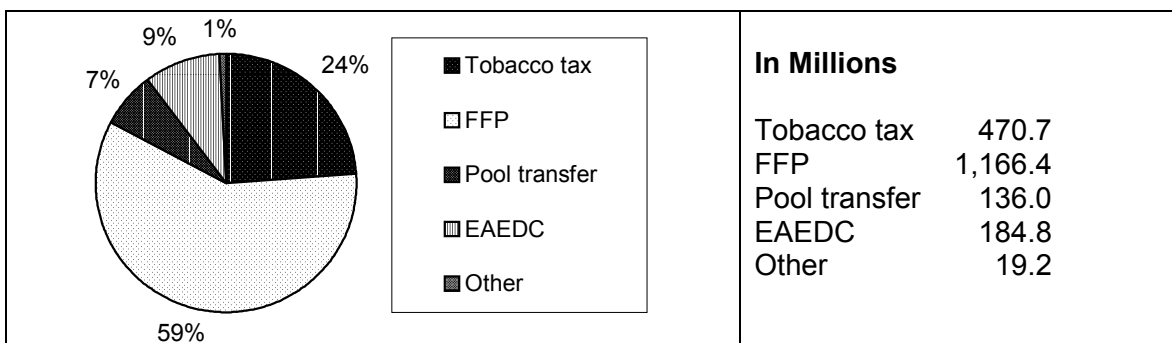 9%
1%
24%
7%
59%
Tobacco tax
FFP
Pool transfer
EAEDC
Other
In Millions
Tobacco tax 470.7
FFP 1,166.4
Pool transfer 136.0
EAEDC 184.8
Other 19.2